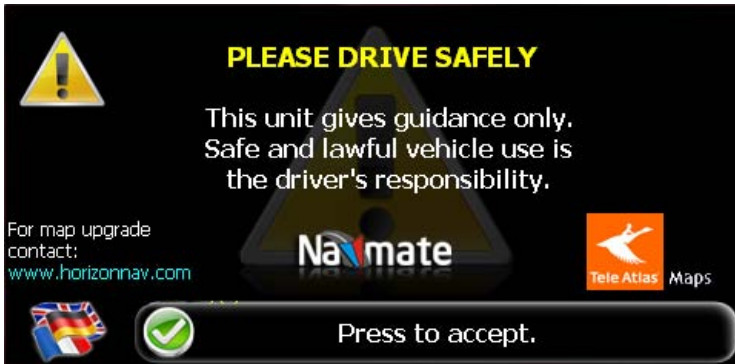 PLEASE DRIVE SAFELY
This unit gives guidance only.
Safe and lawful vehicle use is
the driver's responsibility.
For map upgrade
contact:
www.horizonnav.com
Navmate
Tele Atlas Maps
Press to accept.